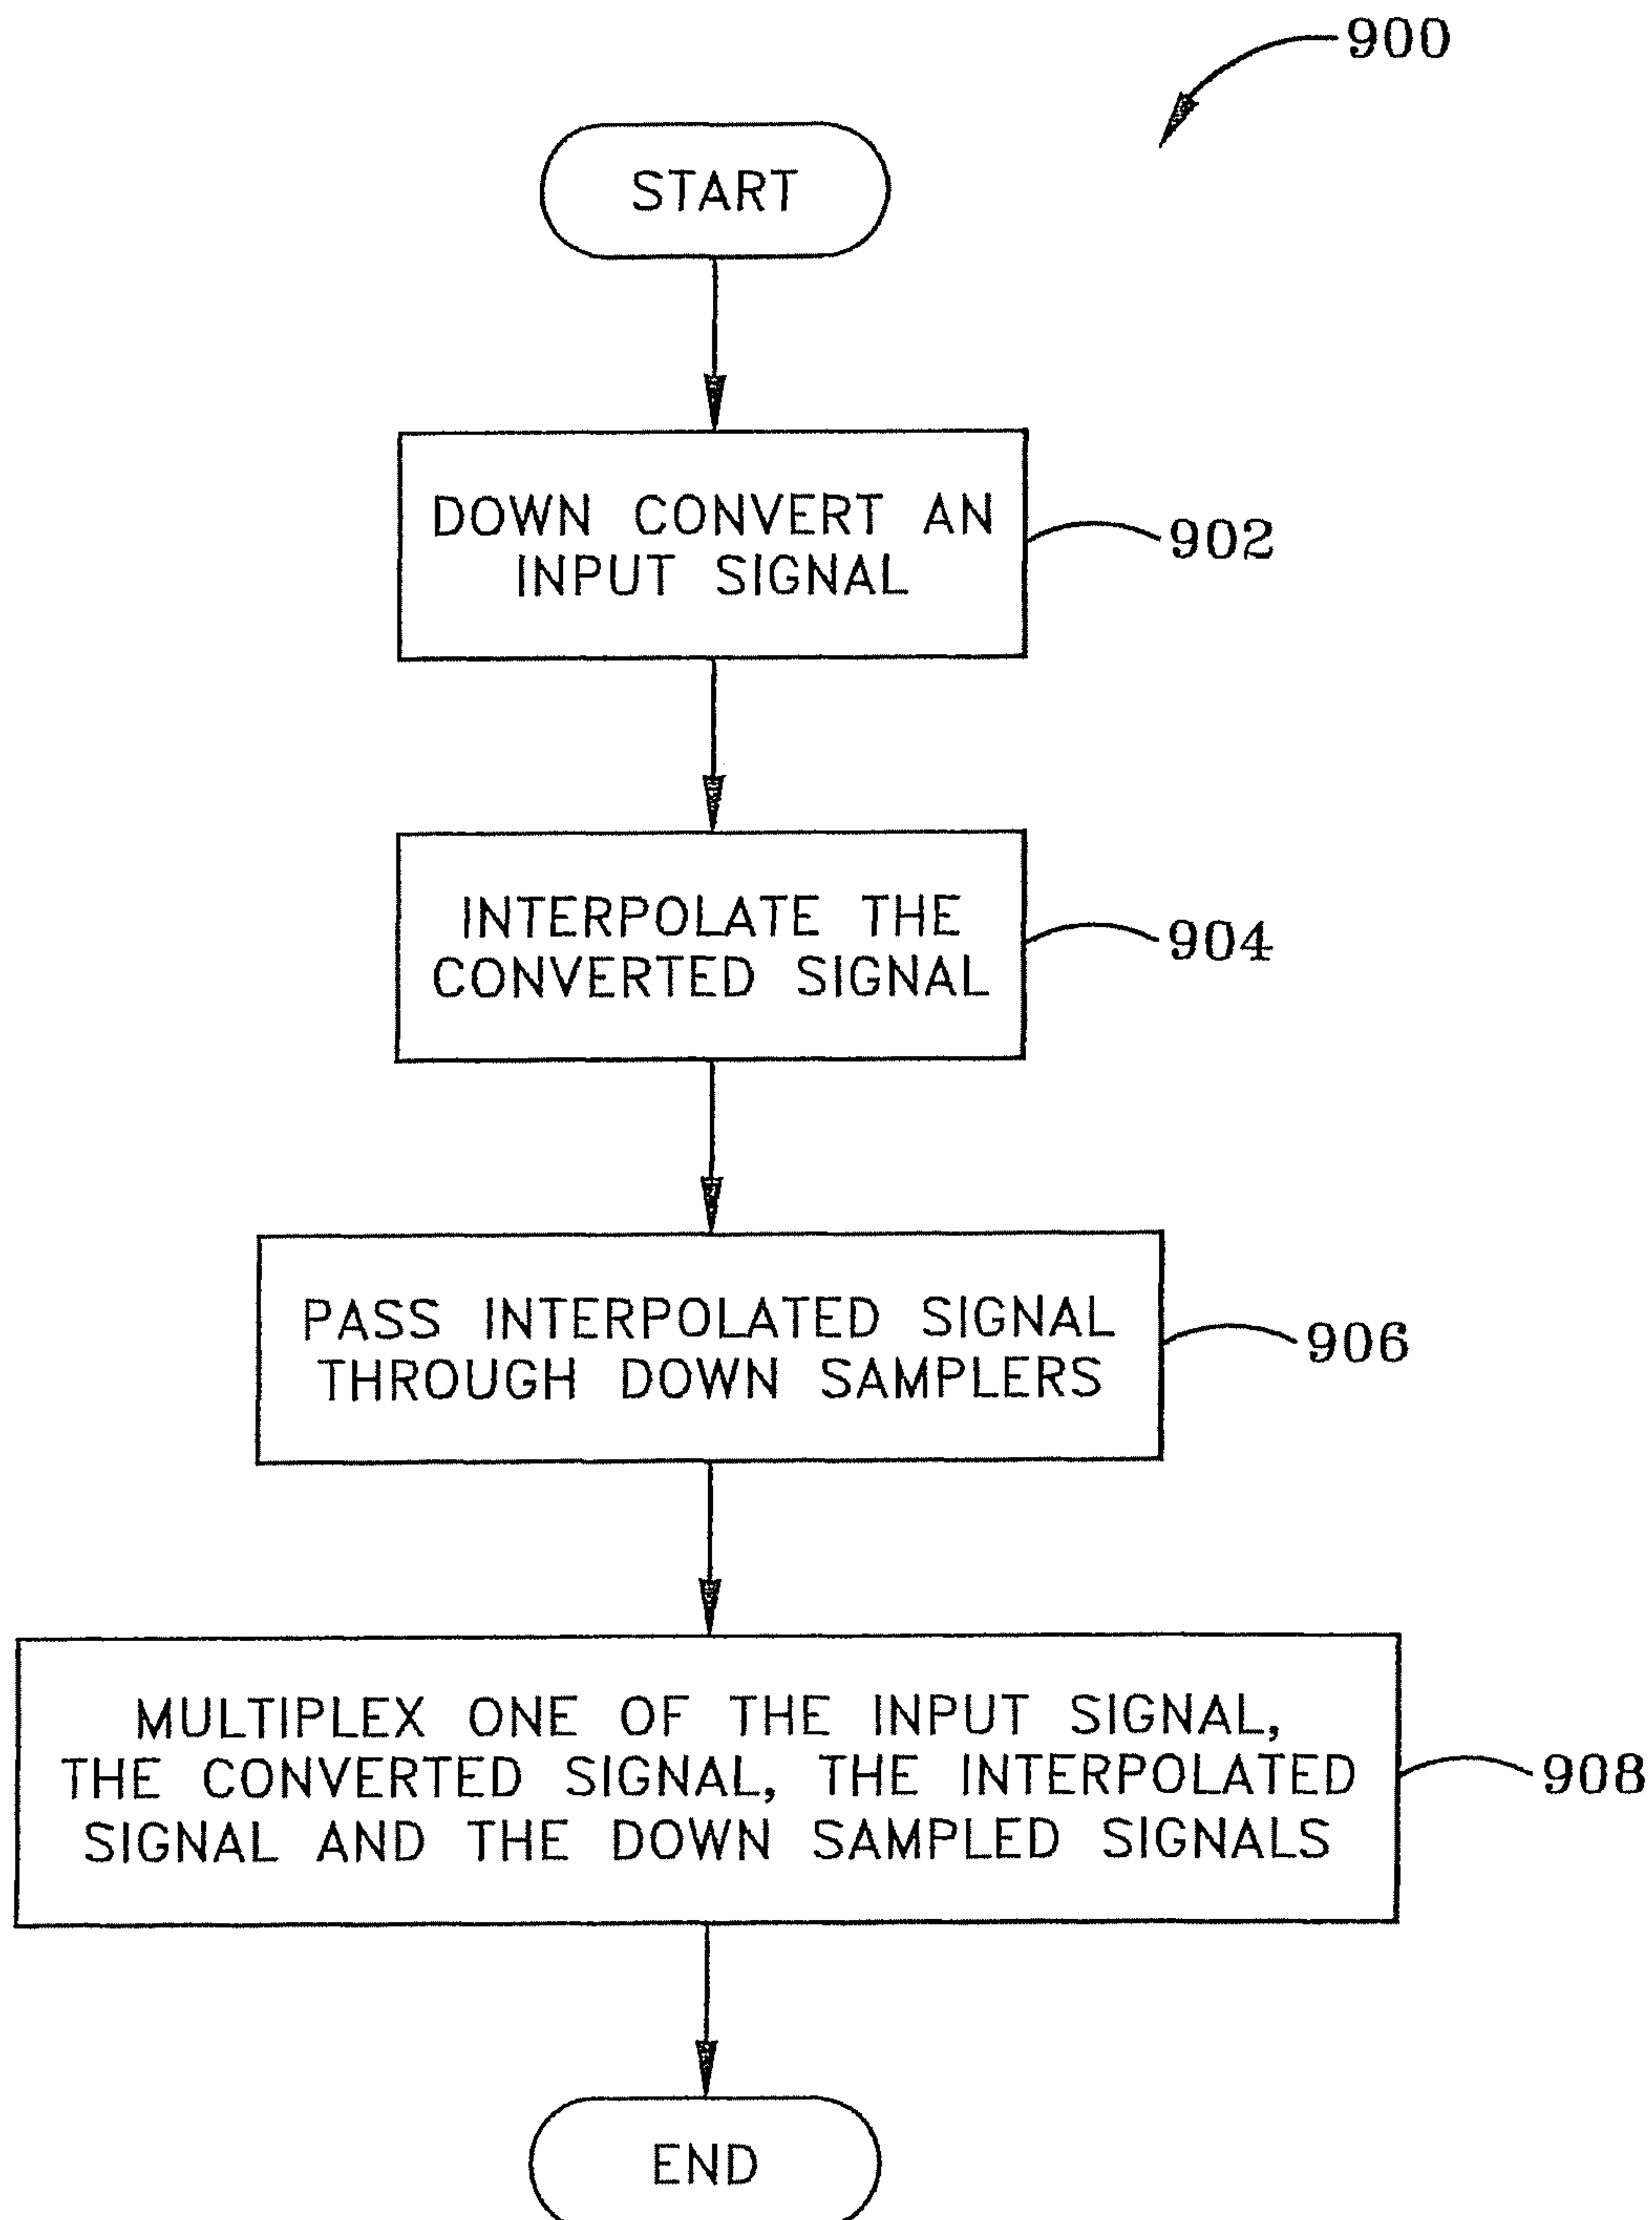 900
START
DOWN CONVERT AN
INPUT SIGNAL
902
INTERPOLATE THE
CONVERTED SIGNAL
904
PASS INTERPOLATED SIGNAL
THROUGH DOWN SAMPLERS
906
MULTIPLEX ONE OF THE INPUT SIGNAL,
THE CONVERTED SIGNAL, THE INTERPOLATED
SIGNAL AND THE DOWN SAMPLED SIGNALS
908
END